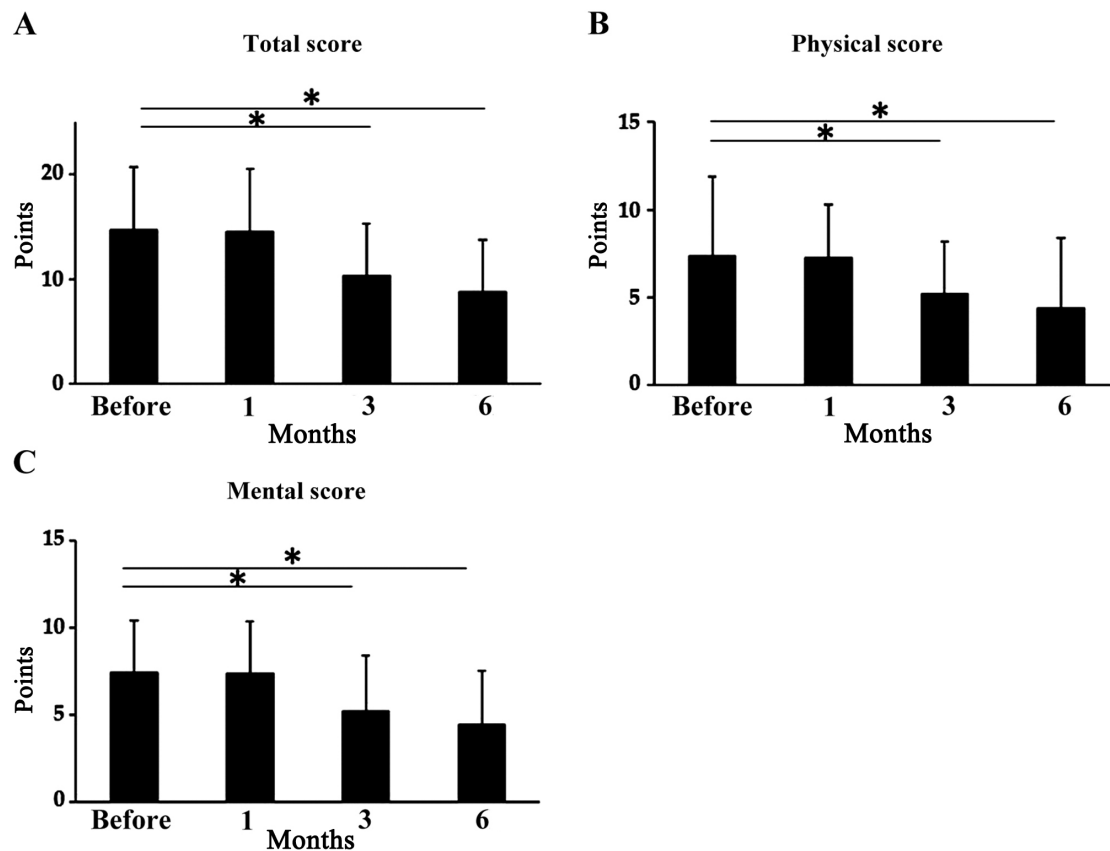 A
Total score
*
*
20
10
0
Points
Before 1 3 6
Months
B
Physical score
*
*
15
10
5
0
Points
Before 1 3 6
Months
C
Mental score
*
*
15
10
5
0
Points
Before 1 3 6
Months